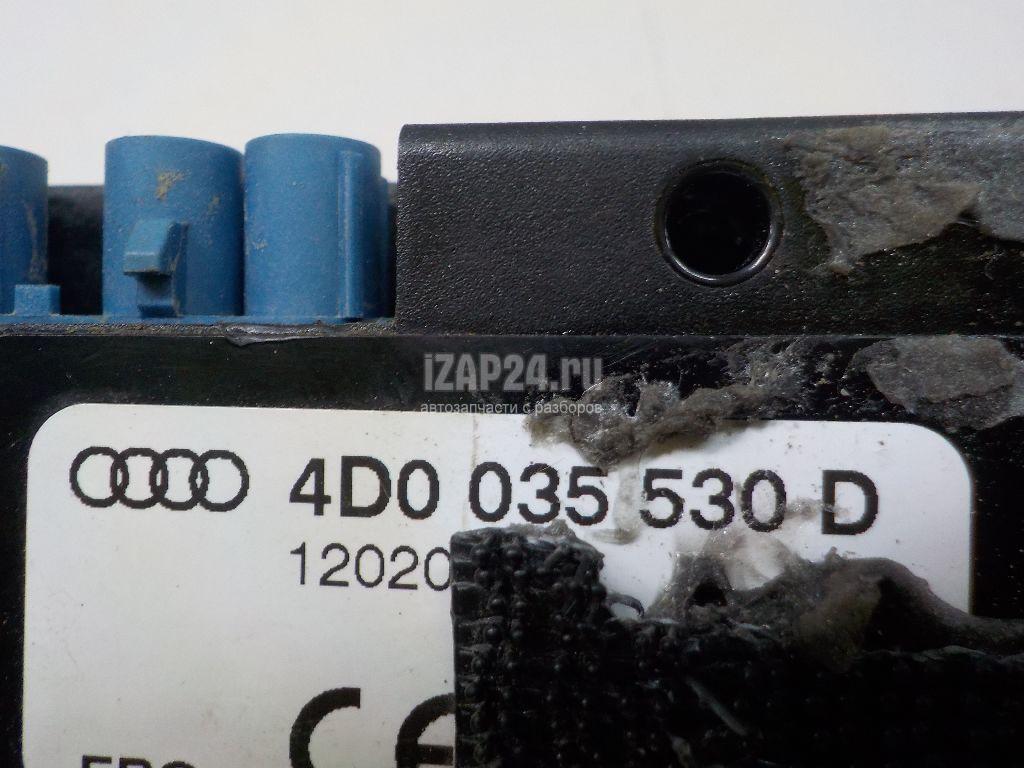 iZAP24.ru
автозапчасти с разборов
4D0 035 530 D
12020
CE